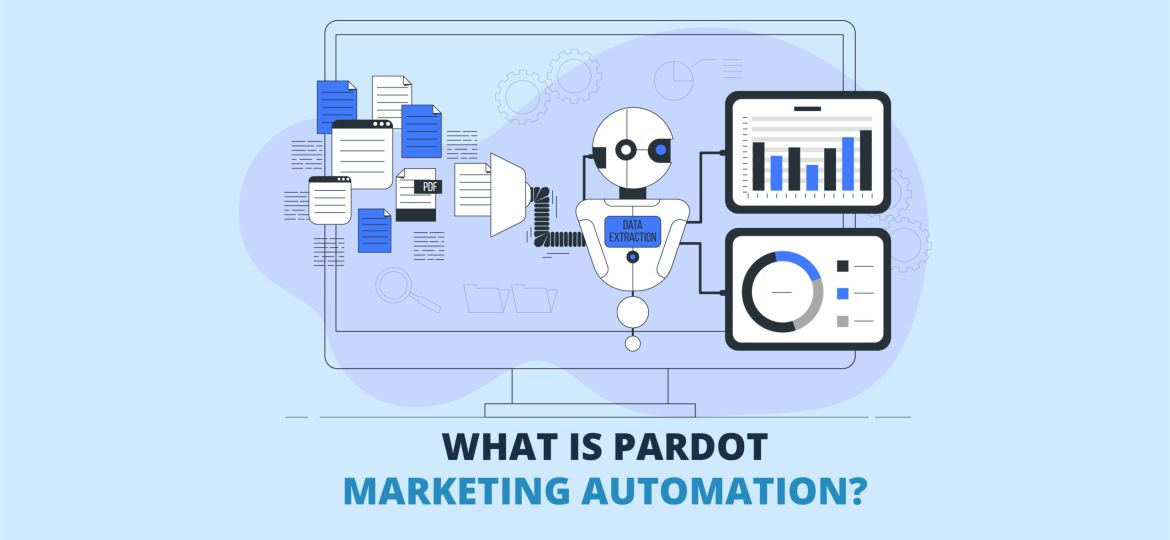 PDF
DATA
EXTRACTION
WHAT IS PARDOT
MARKETING AUTOMATION?